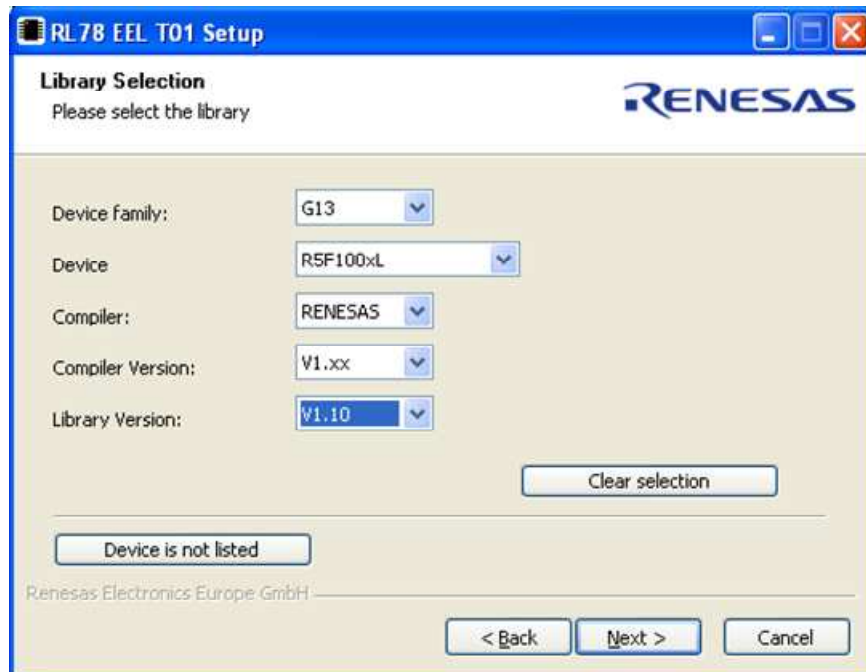 RL78 EEL T01 Setup
Library Selection
Please select the library
RENESAS
Device family: G13
Device R5F100xL
Compiler: RENESAS
Compiler Version: V1.xx
Library Version: V1.10
Clear selection
Device is not listed
Renesas Electronics Europe GmbH
< Back Next > Cancel